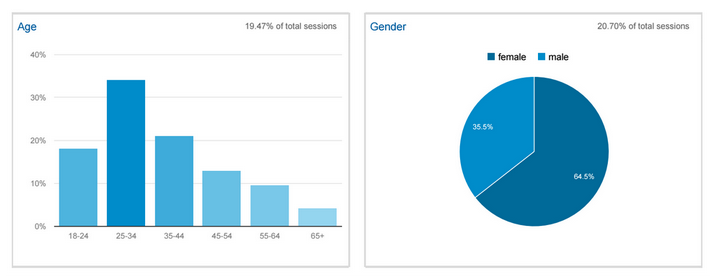 Age
19.47% of total sessions
40%
30%
20%
10%
0%
18-24
25-34
35-44
45-54
55-64
65+
Gender
20.70% of total sessions
female
male
35.5%
64.5%